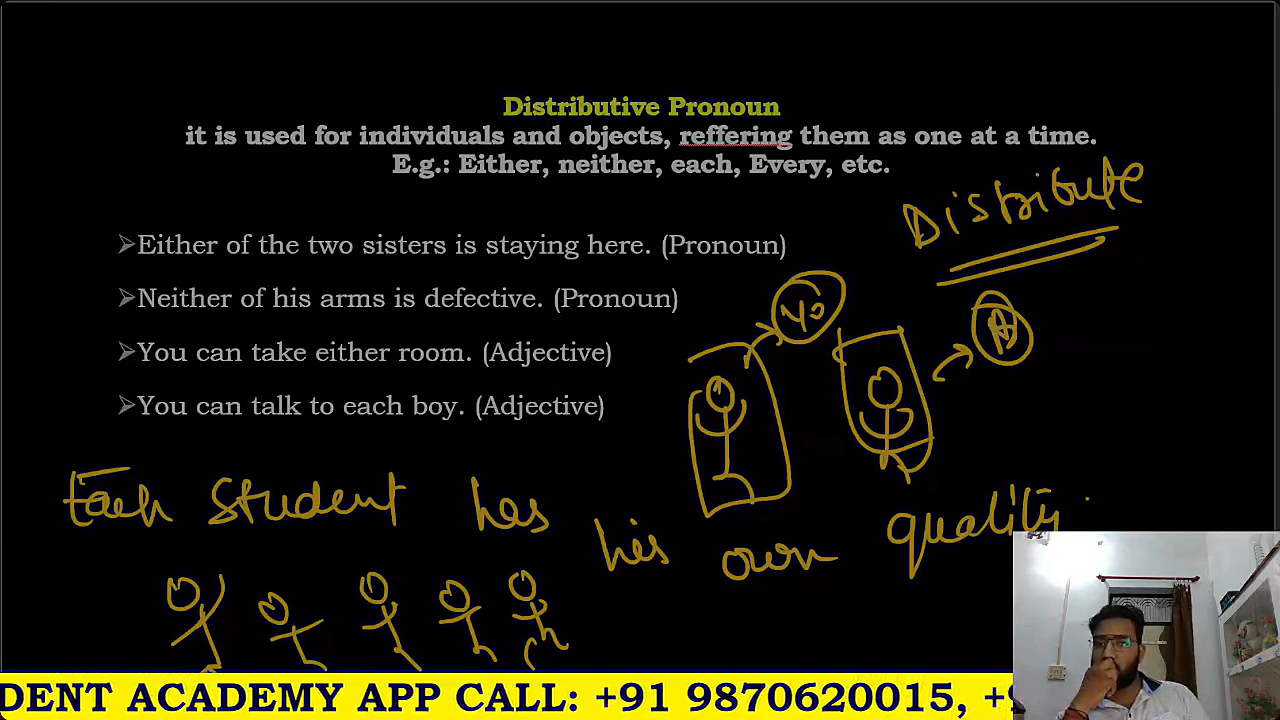 Distributive Pronoun
it is used for individuals and objects, reffering them as one at a time.
E.g.: Either, neither, each, Every, etc.
Distribute
➢Either of the two sisters is staying here. (Pronoun)
➢Neither of his arms is defective. (Pronoun)
➢You can take either room. (Adjective)
➢You can talk to each boy. (Adjective)
Each student has his own quality.
DENT ACADEMY APP CALL: +91 9870620015, +9